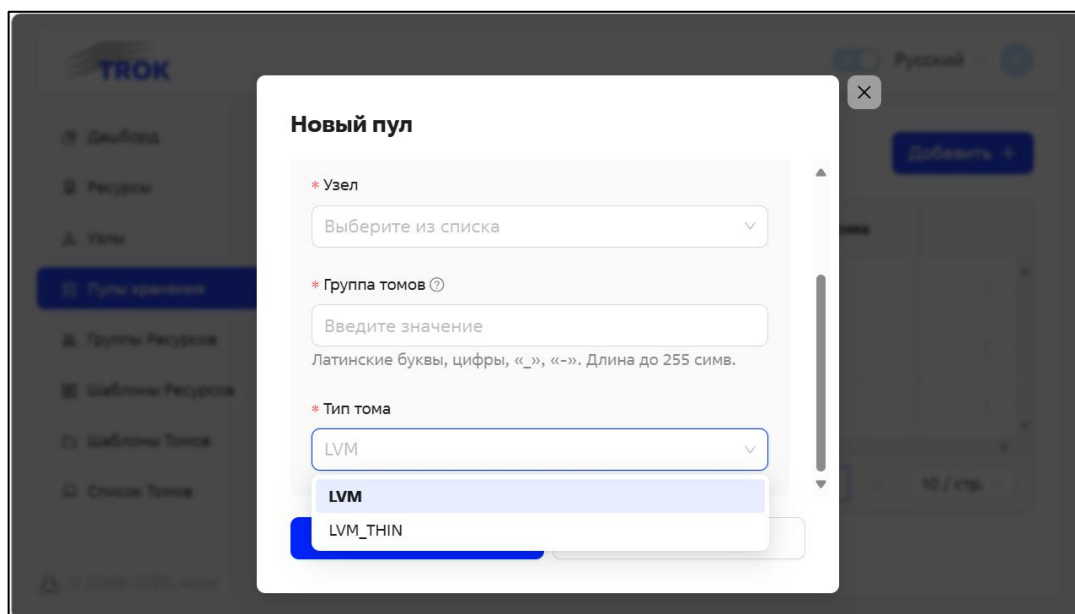 TROK
Русский
Новый пул
Дашборд
Добавить +
* Узел
Ресурсы
Выберите из списка
Узлы
* Группа томов
Пулы хранения
Введите значение
Группы Ресурсов
Латинские буквы, цифры, «_», «-». Длина до 255 симв.
Шаблоны Ресурсов
* Тип тома
Шаблоны Томов
LVM
Список Томов
10 / стр.
LVM
LVM_THIN